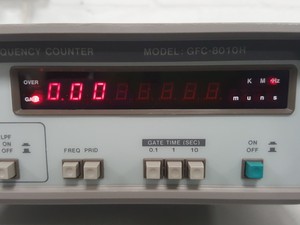 QUENCY COUNTER MODEL: GFC-8010H
OVER K M Hz
GATE 0.00 m u n s
LPF GATE TIME (SEC)
ON FREQ PRID. 0.1 1 10 ON
OFF OFF